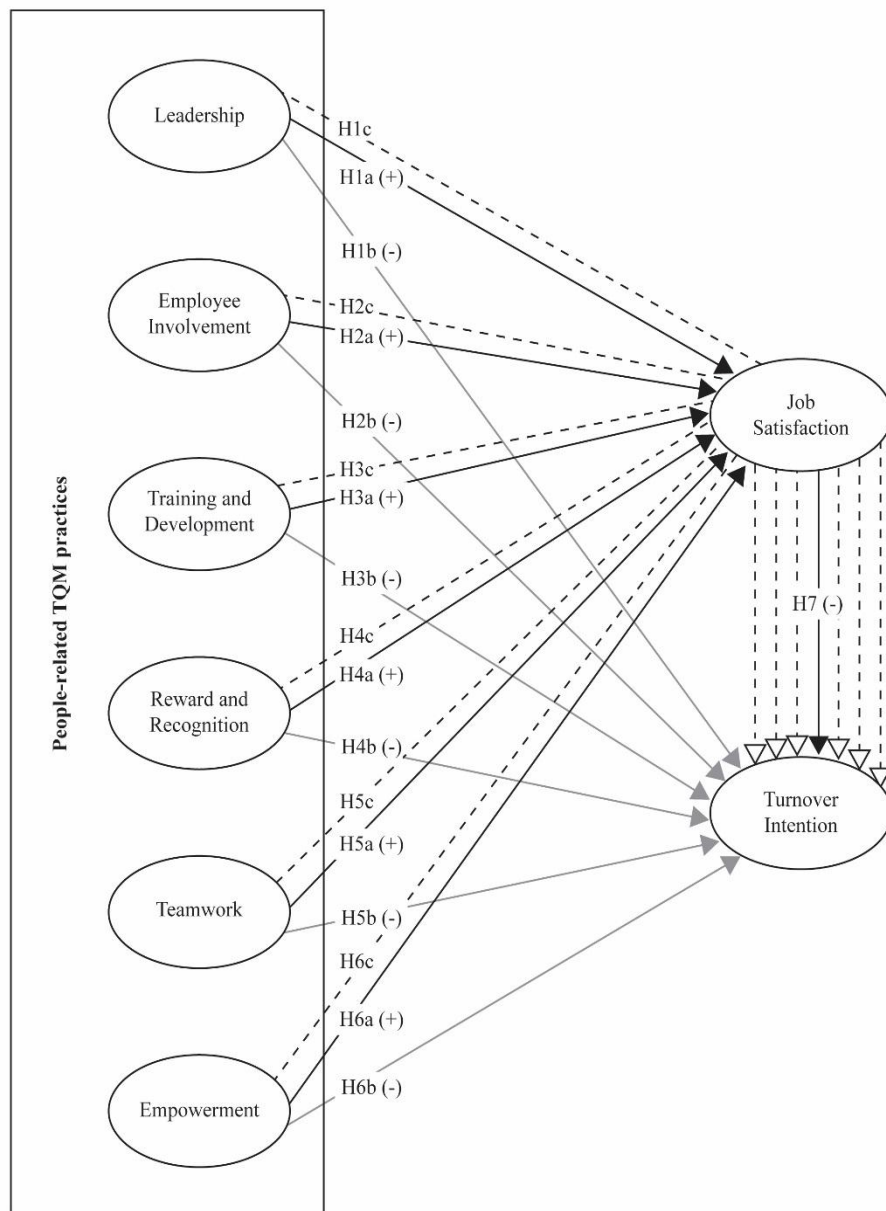 People-related TQM practices
Leadership
H1c
H1a (+)
H1b (-)
Employee
Involvement
H2c
H2a (+)
H2b (-)
Job
Satisfaction
Training and
Development
H3c
H3a (+)
H3b (-)
H7 (-)
Reward and
Recognition
H4c
H4a (+)
H4b (-)
Turnover
Intention
Teamwork
H5c
H5a (+)
H5b (-)
Empowerment
H6c
H6a (+)
H6b (-)